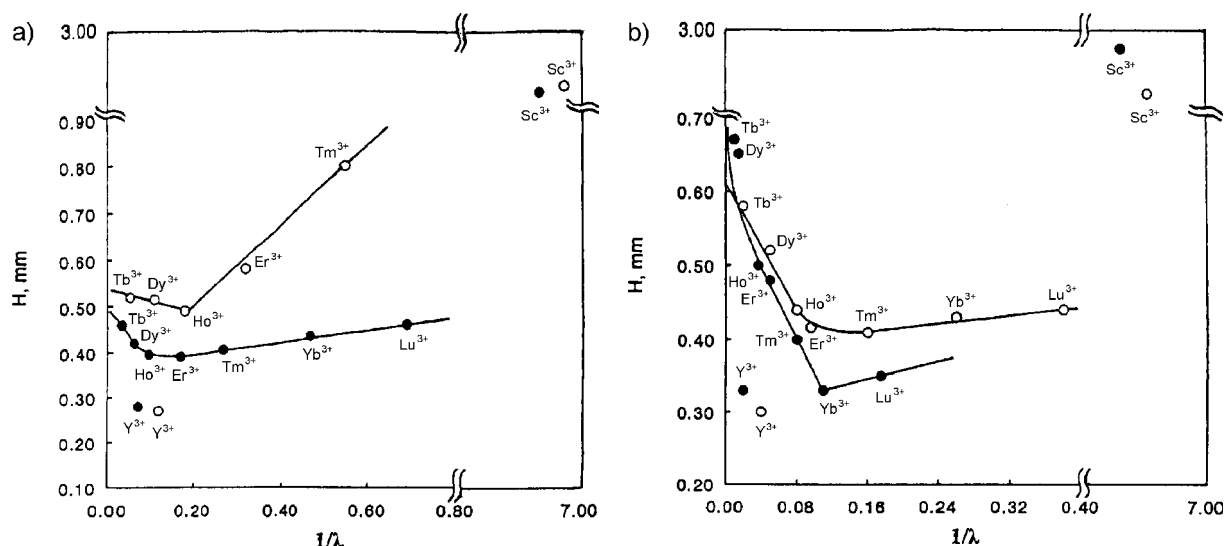 a)
3.00
Sc³⁺
Sc³⁺
0.90
Tm³⁺
0.80
0.70
Er³⁺
0.60
Tb³⁺
Dy³⁺
0.50
Ho³⁺
Tb³⁺
Dy³⁺
0.40
Ho³⁺
Er³⁺
Tm³⁺
Yb³⁺
Lu³⁺
0.30
Y³⁺
Y³⁺
0.20
0.10
H, mm
0.00 0.20 0.40 0.60 0.80 7.00
1/λ
b)
3.00
Sc³⁺
Sc³⁺
0.70
Tb³⁺
Dy³⁺
0.60
Tb³⁺
Dy³⁺
0.50
Ho³⁺
Er³⁺
Ho³⁺
Er³⁺
Tm³⁺
Yb³⁺
Lu³⁺
0.40
Tm³⁺
Y³⁺
Yb³⁺
Lu³⁺
0.30
Y³⁺
0.20
H, mm
0.00 0.08 0.16 0.24 0.32 0.40 7.00
1/λ